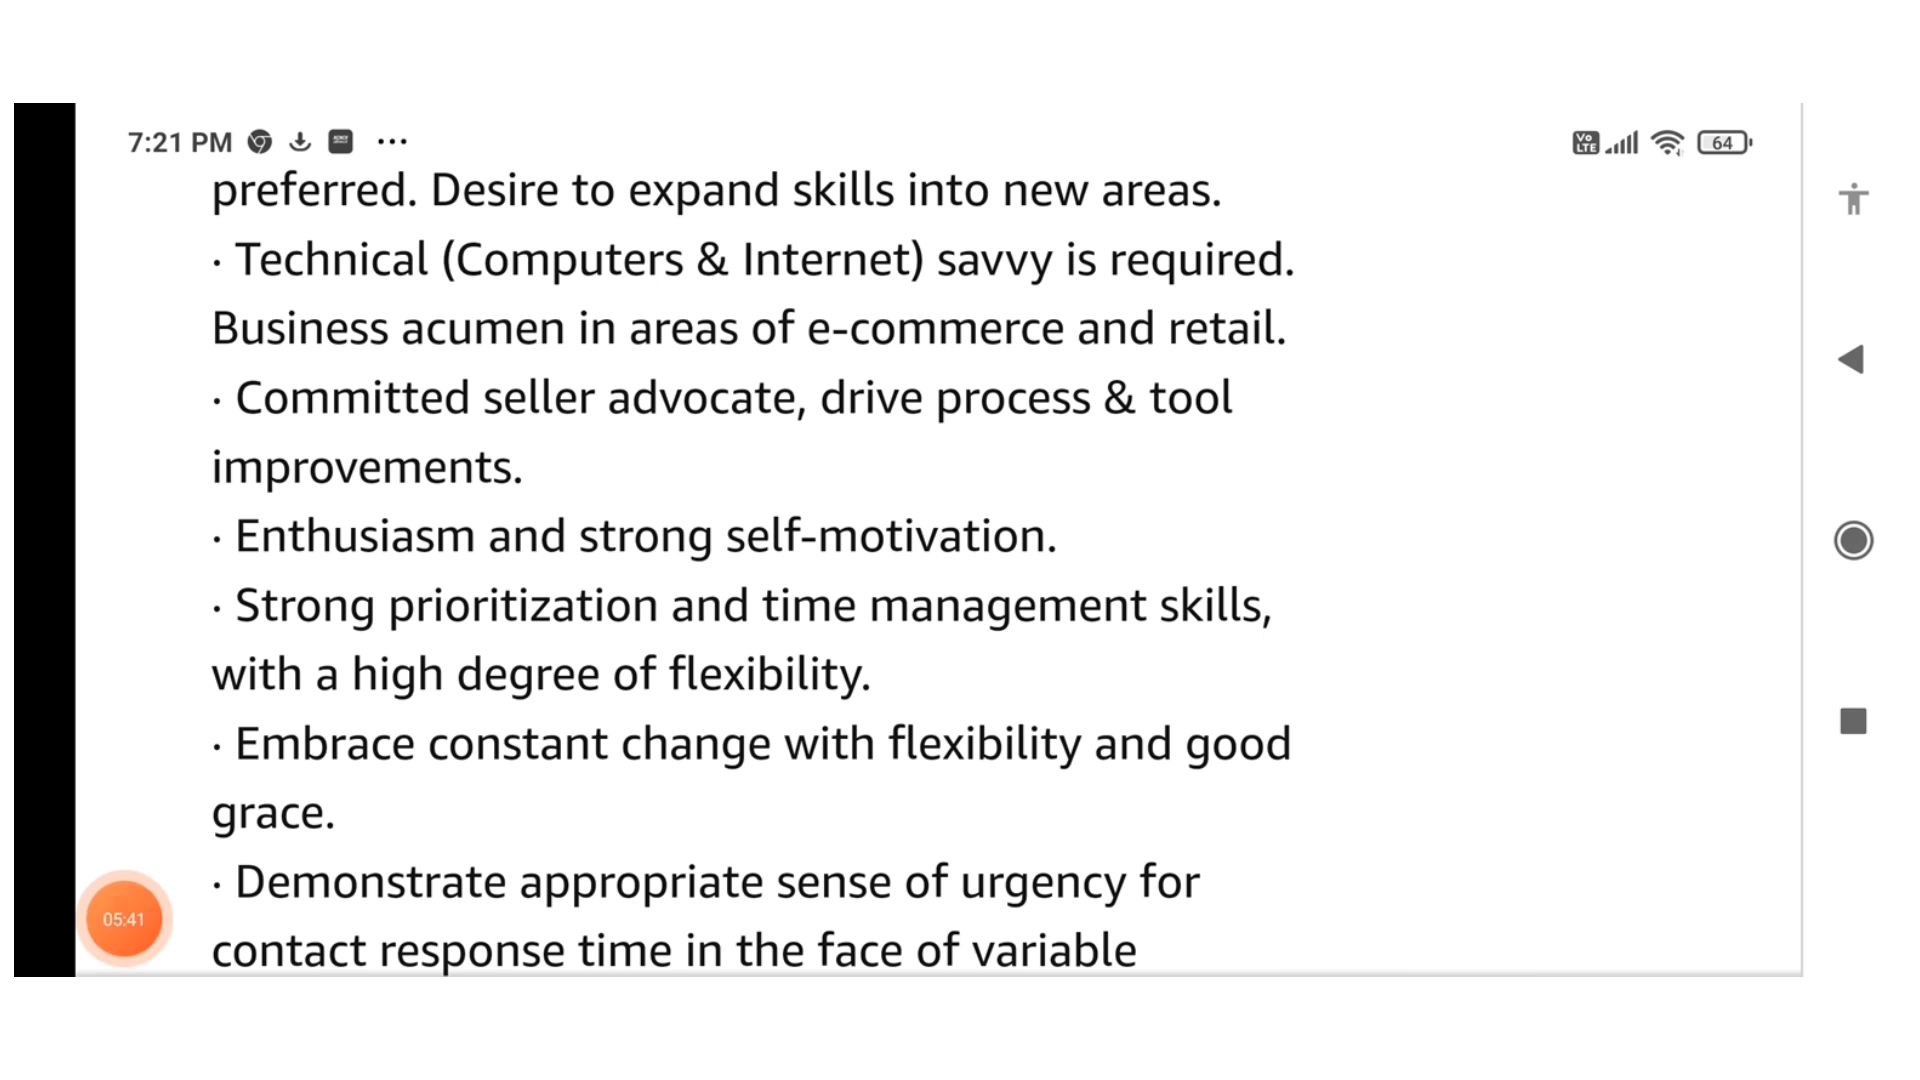 7:21 PM ...
VoLTE 64
preferred. Desire to expand skills into new areas.
· Technical (Computers & Internet) savvy is required.
Business acumen in areas of e-commerce and retail.
· Committed seller advocate, drive process & tool
improvements.
· Enthusiasm and strong self-motivation.
· Strong prioritization and time management skills,
with a high degree of flexibility.
· Embrace constant change with flexibility and good
grace.
· Demonstrate appropriate sense of urgency for
05:41
contact response time in the face of variable